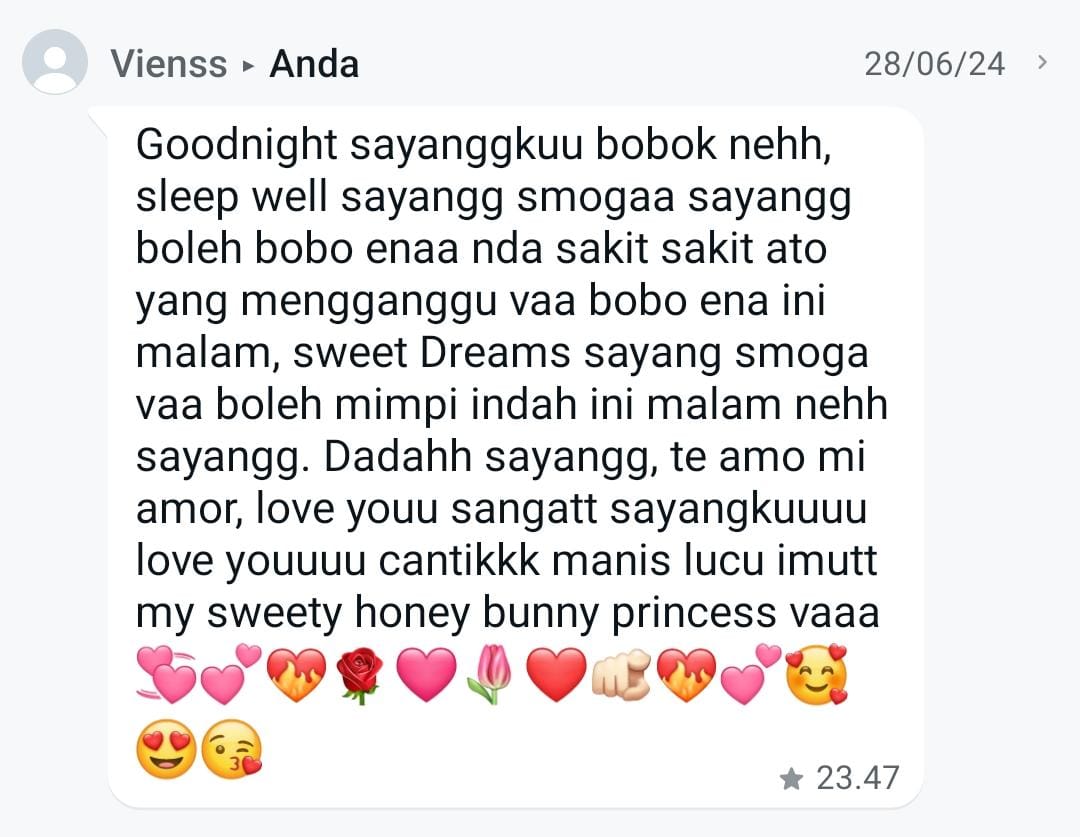 Vienss ▸ Anda 28/06/24
Goodnight sayanggkuu bobok nehh,
sleep well sayangg smogaa sayangg
boleh bobo enaa nda sakit sakit ato
yang mengganggu vaa bobo ena ini
malam, sweet Dreams sayang smoga
vaa boleh mimpi indah ini malam nehh
sayangg. Dadahh sayangg, te amo mi
amor, love youu sangatt sayangkuuuu
love youuuu cantikkk manis lucu imutt
my sweety honey bunny princess vaaa
💞💕❤️‍🔥🌹🩷🌷❤️🫵🏻❤️‍🔥💕🥰
😍😘
★ 23.47